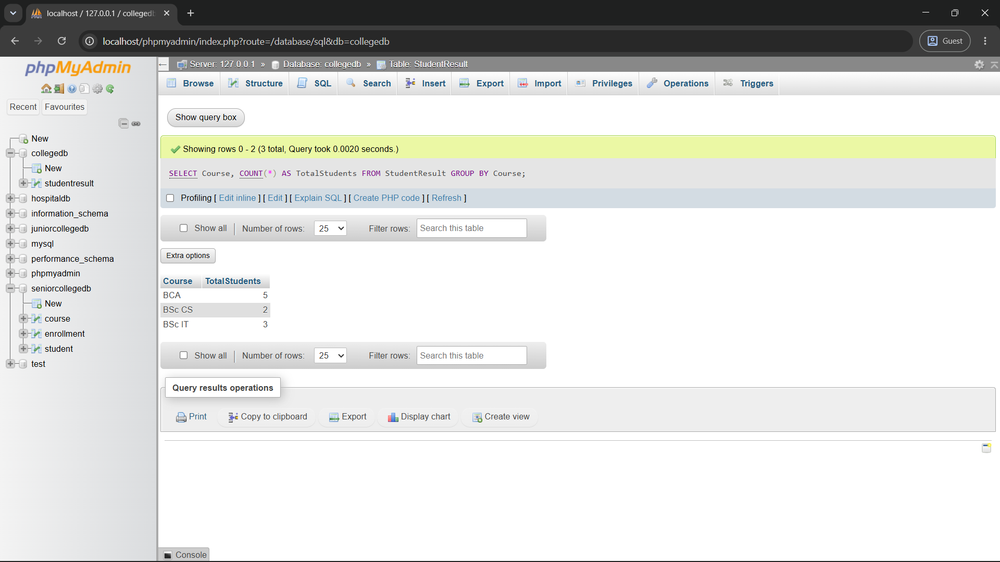 localhost / 127.0.0.1 / collegedb
localhost/phpmyadmin/index.php?route=/database/sql&db=collegedb
Guest
phpMyAdmin
Recent
Favourites
New
collegedb
New
studentresult
hospitaldb
information_schema
juniorcollegedb
mysql
performance_schema
phpmyadmin
seniorcollegedb
New
course
enrollment
student
test
Server: 127.0.0.1 » Database: collegedb » Table: StudentResult
Browse Structure SQL Search Insert Export Import Privileges Operations Triggers
Show query box
Showing rows 0 - 2 (3 total, Query took 0.0020 seconds.)
SELECT Course, COUNT(*) AS TotalStudents FROM StudentResult GROUP BY Course;
Profiling [ Edit inline ] [ Edit ] [ Explain SQL ] [ Create PHP code ] [ Refresh ]
Show all | Number of rows: 25 Filter rows: Search this table
Extra options
Course TotalStudents
BCA 5
BSc CS 2
BSc IT 3
Show all | Number of rows: 25 Filter rows: Search this table
Query results operations
Print Copy to clipboard Export Display chart Create view
Console